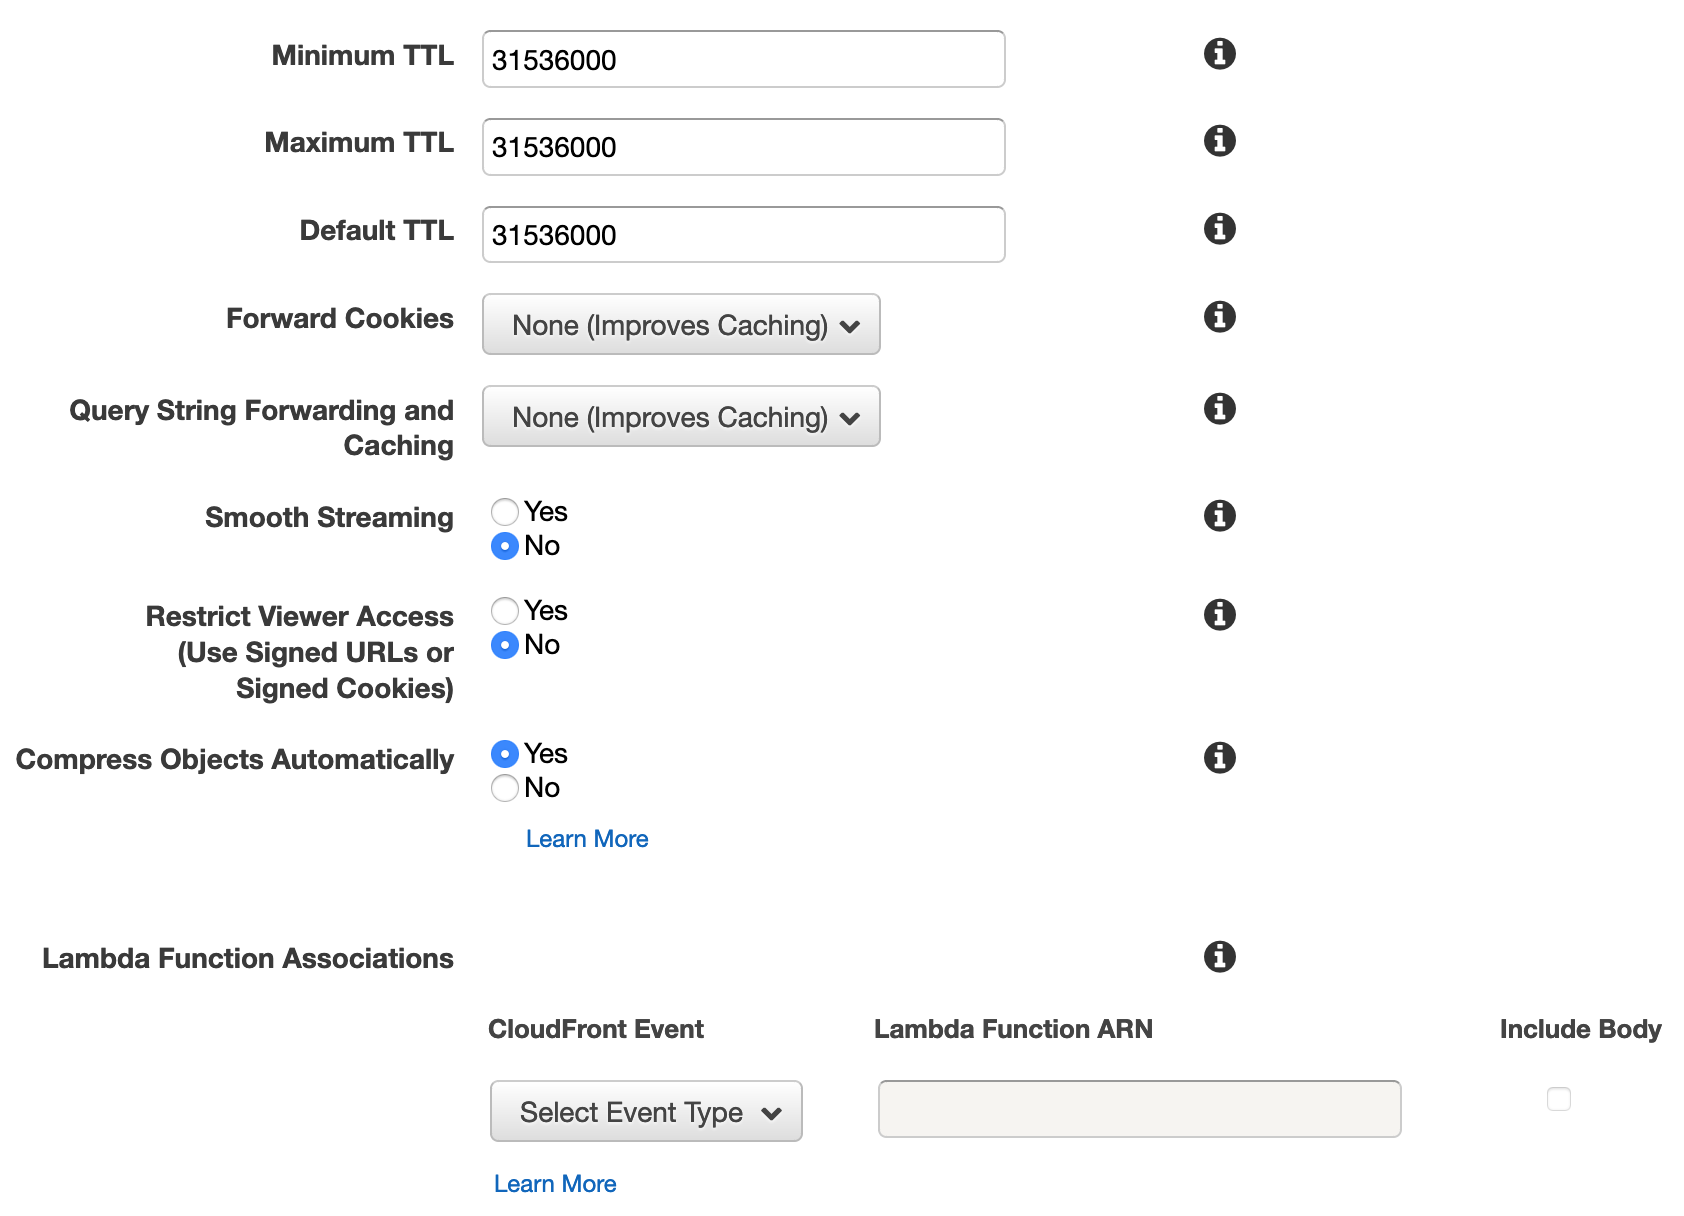 Minimum TTL 31536000
Maximum TTL 31536000
Default TTL 31536000
Forward Cookies None (Improves Caching)
Query String Forwarding and
Caching
None (Improves Caching)
Smooth Streaming
Yes
No
Restrict Viewer Access
(Use Signed URLs or
Signed Cookies)
Yes
No
Compress Objects Automatically
Yes
No
Learn More
Lambda Function Associations
CloudFront Event Lambda Function ARN Include Body
Select Event Type
Learn More